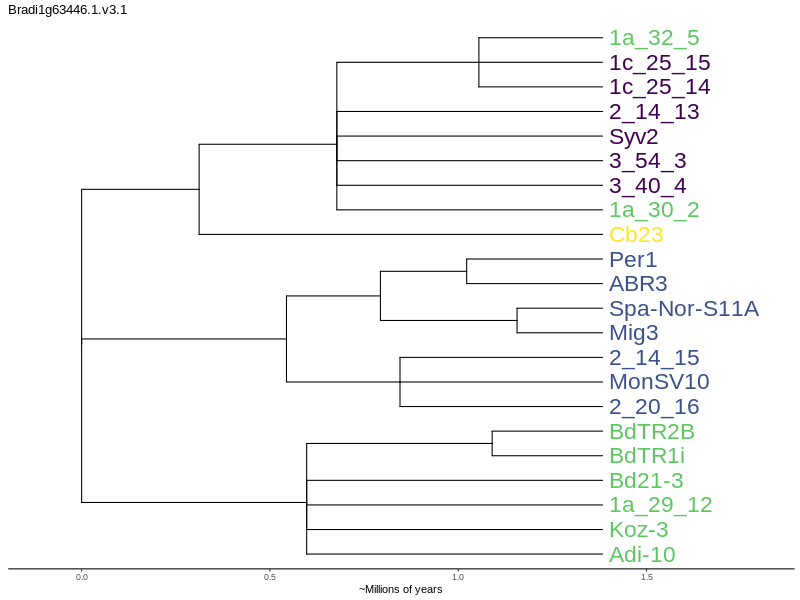 Bradi1g63446.1.v3.1
1a_32_5
1c_25_15
1c_25_14
2_14_13
Syv2
3_54_3
3_40_4
1a_30_2
Cb23
Per1
ABR3
Spa-Nor-S11A
Mig3
2_14_15
MonSV10
2_20_16
BdTR2B
BdTR1i
Bd21-3
1a_29_12
Koz-3
Adi-10
0.0 0.5 1.0 1.5
~Millions of years